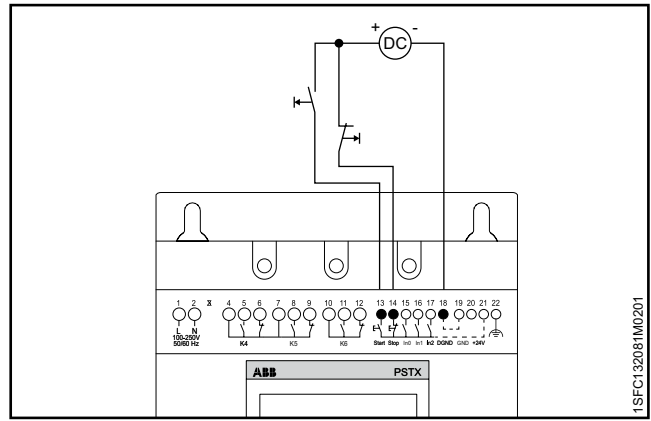 + DC -
1 2 X 4 5 6 7 8 9 10 11 12 13 14 15 16 17 18 19 20 21 22
L N
100-250V
50/60 Hz
K4 K5 K6 Start Stop In0 In1 In2 DGND GND +24V
ABB PSTX
1SFC132081M0201